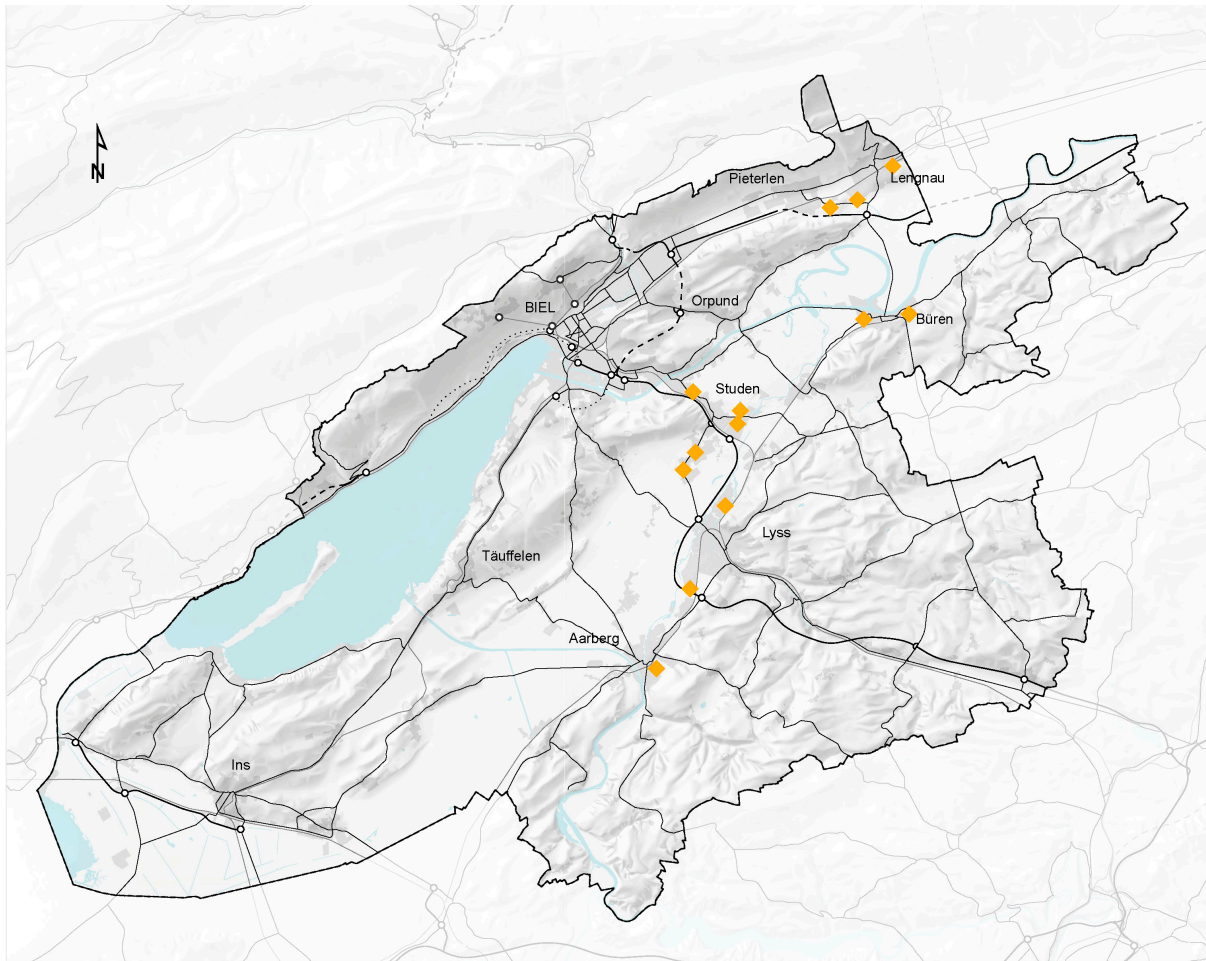 N
Pieterlen
Lengnau
BIEL
Orpund
Büren
Studen
Lyss
Täuffelen
Aarberg
Ins